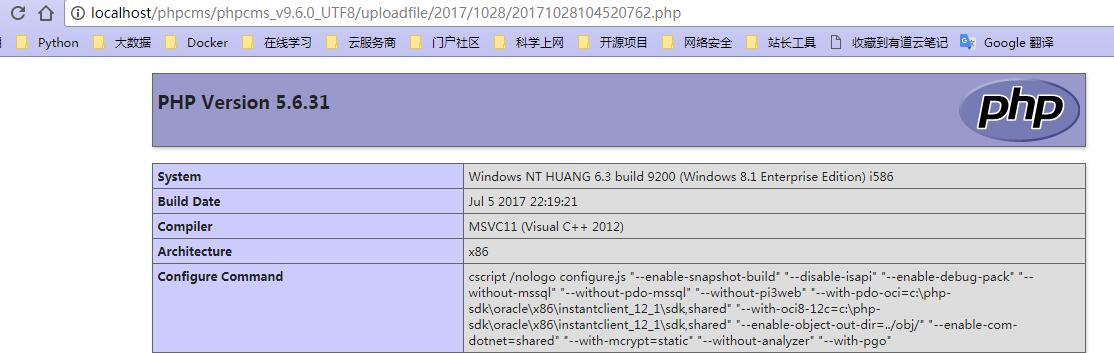 localhost/phpcms/phpcms_v9.6.0_UTF8/uploadfile/2017/1028/20171028104520762.php
Python 大数据 Docker 在线学习 云服务商 门户社区 科学上网 开源项目 网络安全 站长工具 收藏到有道云笔记 Google 翻译
PHP Version 5.6.31
php
System Windows NT HUANG 6.3 build 9200 (Windows 8.1 Enterprise Edition) i586
Build Date Jul 5 2017 22:19:21
Compiler MSVC11 (Visual C++ 2012)
Architecture x86
Configure Command cscript /nologo configure.js "--enable-snapshot-build" "--disable-isapi" "--enable-debug-pack" "--
without-mssql" "--without-pdo-mssql" "--without-pi3web" "--with-pdo-oci=c:\php-
sdk\oracle\x86\instantclient_12_1\sdk,shared" "--with-oci8-12c=c:\php-
sdk\oracle\x86\instantclient_12_1\sdk,shared" "--enable-object-out-dir=../obj/" "--enable-com-
dotnet=shared" "--with-mcrypt=static" "--without-analyzer" "--with-pgo"